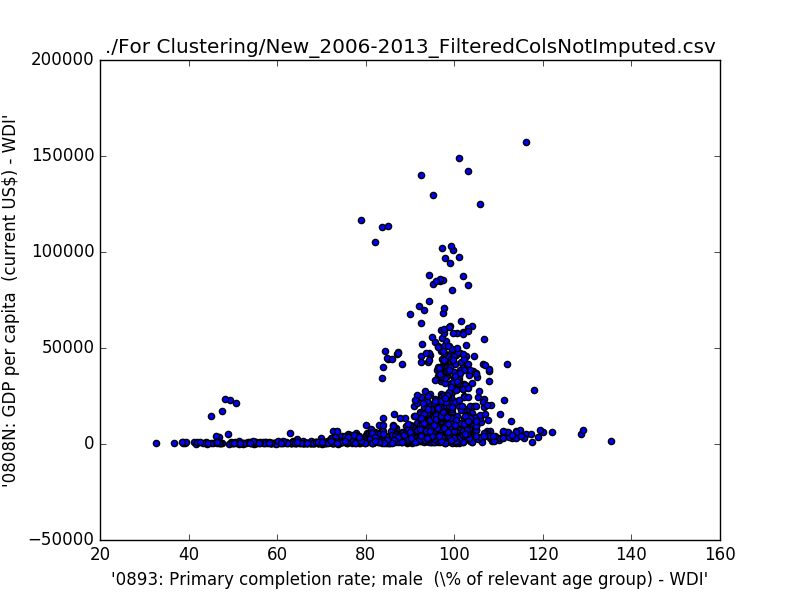 ./For Clustering/New_2006-2013_FilteredColsNotImputed.csv
200000
150000
100000
50000
0
−50000
20 40 60 80 100 120 140 160
'0808N: GDP per capita  (current US$) - WDI'
'0893: Primary completion rate; male  (\% of relevant age group) - WDI'